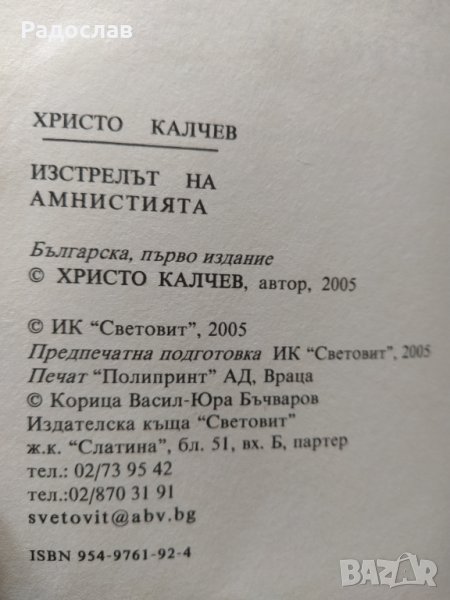 Радослав
ХРИСТО КАЛЧЕВ
ИЗСТРЕЛЪТ НА
АМНИСТИЯТА
Българска, първо издание
© ХРИСТО КАЛЧЕВ, автор, 2005
© ИК “Световит”, 2005
Предпечатна подготовка ИК “Световит”, 2005
Печат “Полипринт” АД, Враца
© Корица Васил-Юра Бъчваров
Издателска къща “Световит”
ж.к. “Слатина”, бл. 51, вх. Б, партер
тел.: 02/73 95 42
тел.:02/870 31 91
svetovit@abv.bg
ISBN 954-9761-92-4
BAZAR